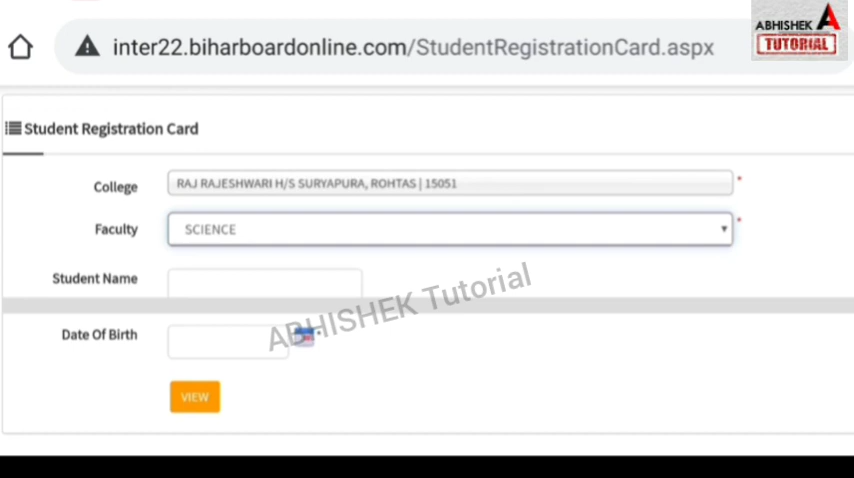 inter22.biharboardonline.com/StudentRegistrationCard.aspx
ABHISHEK A
TUTORIAL
Student Registration Card
College
RAJ RAJESHWARI H/S SURYAPURA, ROHTAS | 15051
*
Faculty
SCIENCE
*
Student Name
ABHISHEK Tutorial
Date Of Birth
*
VIEW